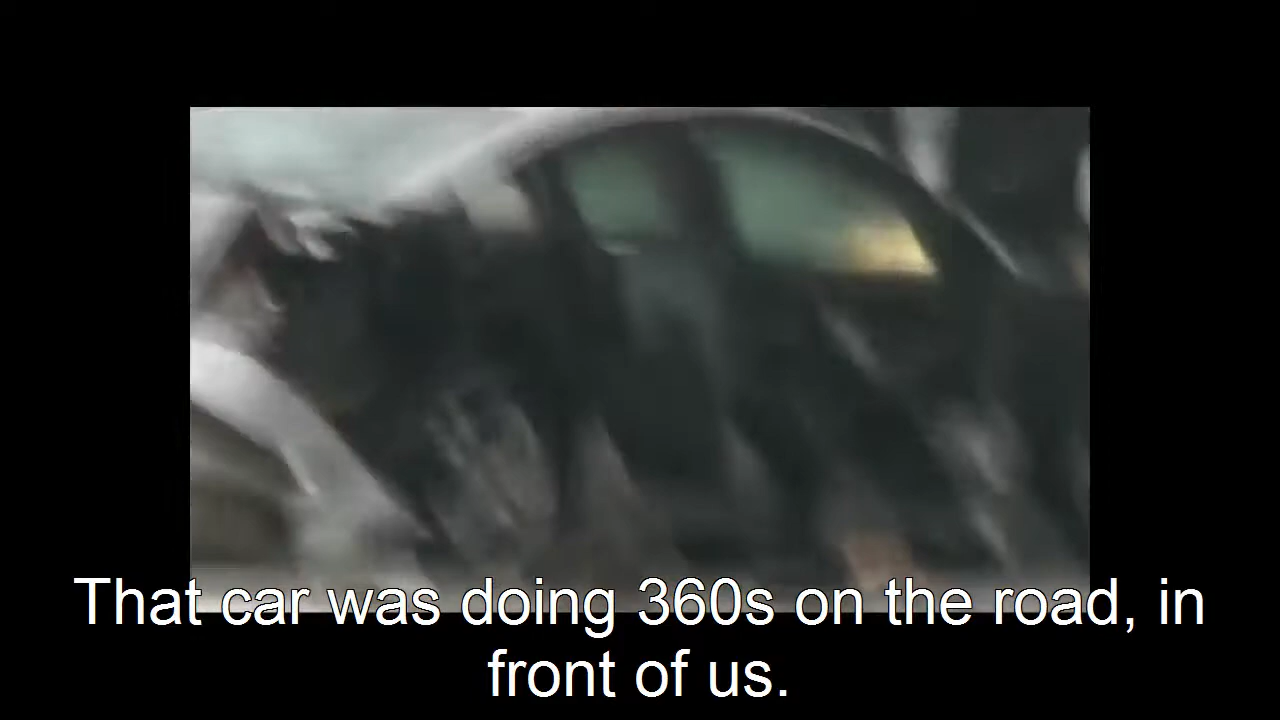 That car was doing 360s on the road, in
front of us.